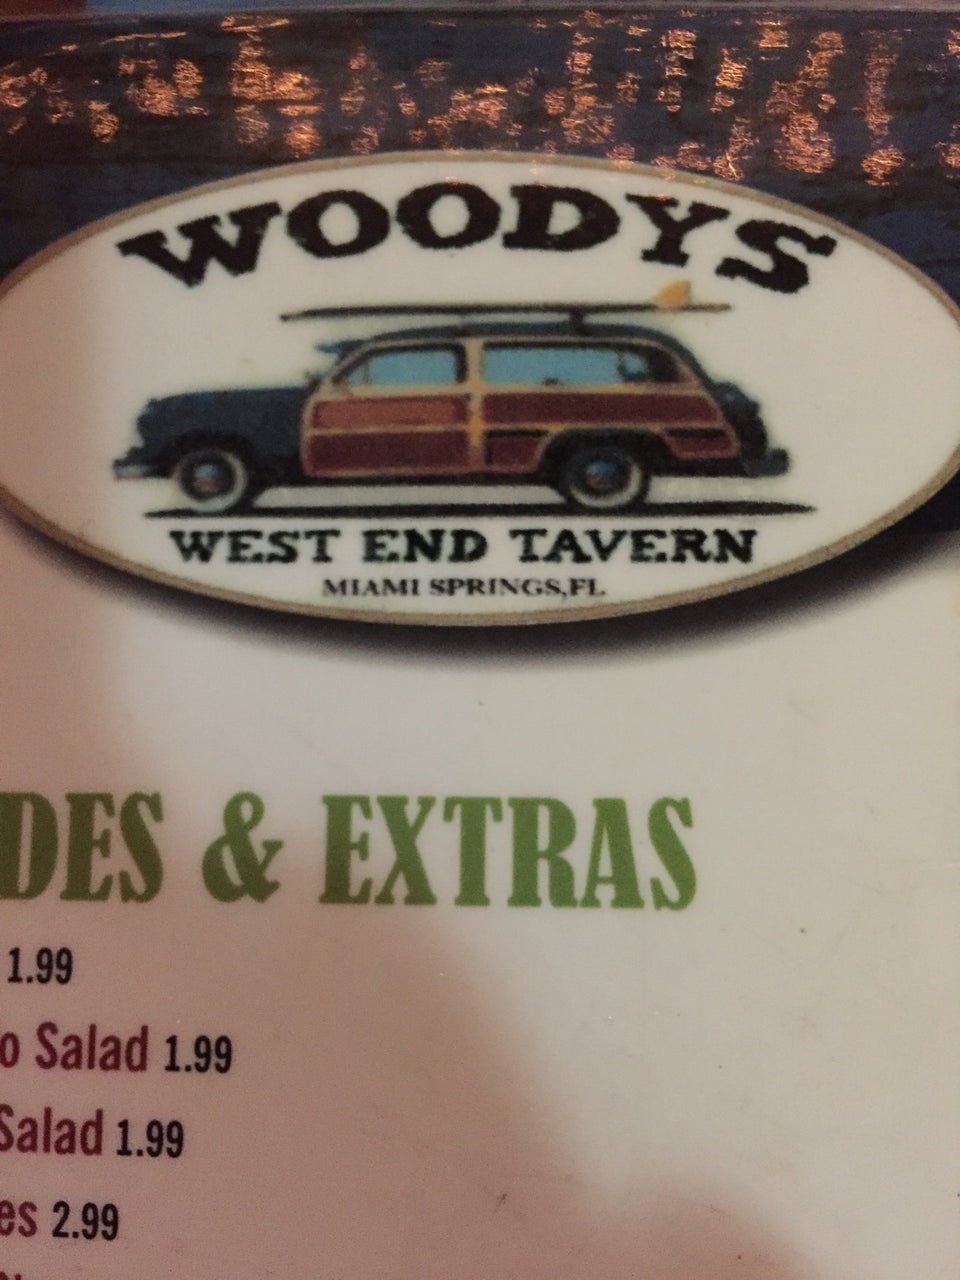 WOODYS
WEST END TAVERN
MIAMI SPRINGS,FL
DES & EXTRAS
1.99
o Salad 1.99
Salad 1.99
es 2.99